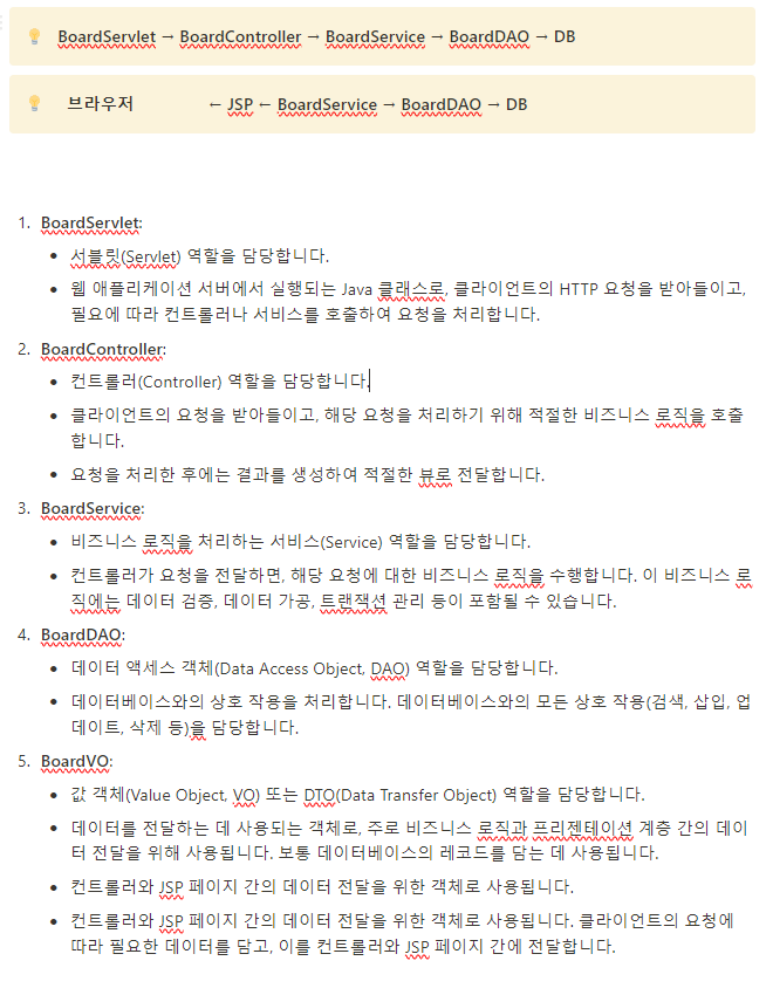 BoardServlet → BoardController → BoardService → BoardDAO → DB
브라우저 ← JSP ← BoardService → BoardDAO → DB
1. BoardServlet:
• 서블릿(Servlet) 역할을 담당합니다.
• 웹 애플리케이션 서버에서 실행되는 Java 클래스로, 클라이언트의 HTTP 요청을 받아들이고,
필요에 따라 컨트롤러나 서비스를 호출하여 요청을 처리합니다.
2. BoardController:
• 컨트롤러(Controller) 역할을 담당합니다.
• 클라이언트의 요청을 받아들이고, 해당 요청을 처리하기 위해 적절한 비즈니스 로직을 호출
합니다.
• 요청을 처리한 후에는 결과를 생성하여 적절한 뷰로 전달합니다.
3. BoardService:
• 비즈니스 로직을 처리하는 서비스(Service) 역할을 담당합니다.
• 컨트롤러가 요청을 전달하면, 해당 요청에 대한 비즈니스 로직을 수행합니다. 이 비즈니스 로
직에는 데이터 검증, 데이터 가공, 트랜잭션 관리 등이 포함될 수 있습니다.
4. BoardDAO:
• 데이터 액세스 객체(Data Access Object, DAO) 역할을 담당합니다.
• 데이터베이스와의 상호 작용을 처리합니다. 데이터베이스와의 모든 상호 작용(검색, 삽입, 업
데이트, 삭제 등)을 담당합니다.
5. BoardVO:
• 값 객체(Value Object, VO) 또는 DTO(Data Transfer Object) 역할을 담당합니다.
• 데이터를 전달하는 데 사용되는 객체로, 주로 비즈니스 로직과 프리젠테이션 계층 간의 데이
터 전달을 위해 사용됩니다. 보통 데이터베이스의 레코드를 담는 데 사용됩니다.
• 컨트롤러와 JSP 페이지 간의 데이터 전달을 위한 객체로 사용됩니다.
• 컨트롤러와 JSP 페이지 간의 데이터 전달을 위한 객체로 사용됩니다. 클라이언트의 요청에
따라 필요한 데이터를 담고, 이를 컨트롤러와 JSP 페이지 간에 전달합니다.